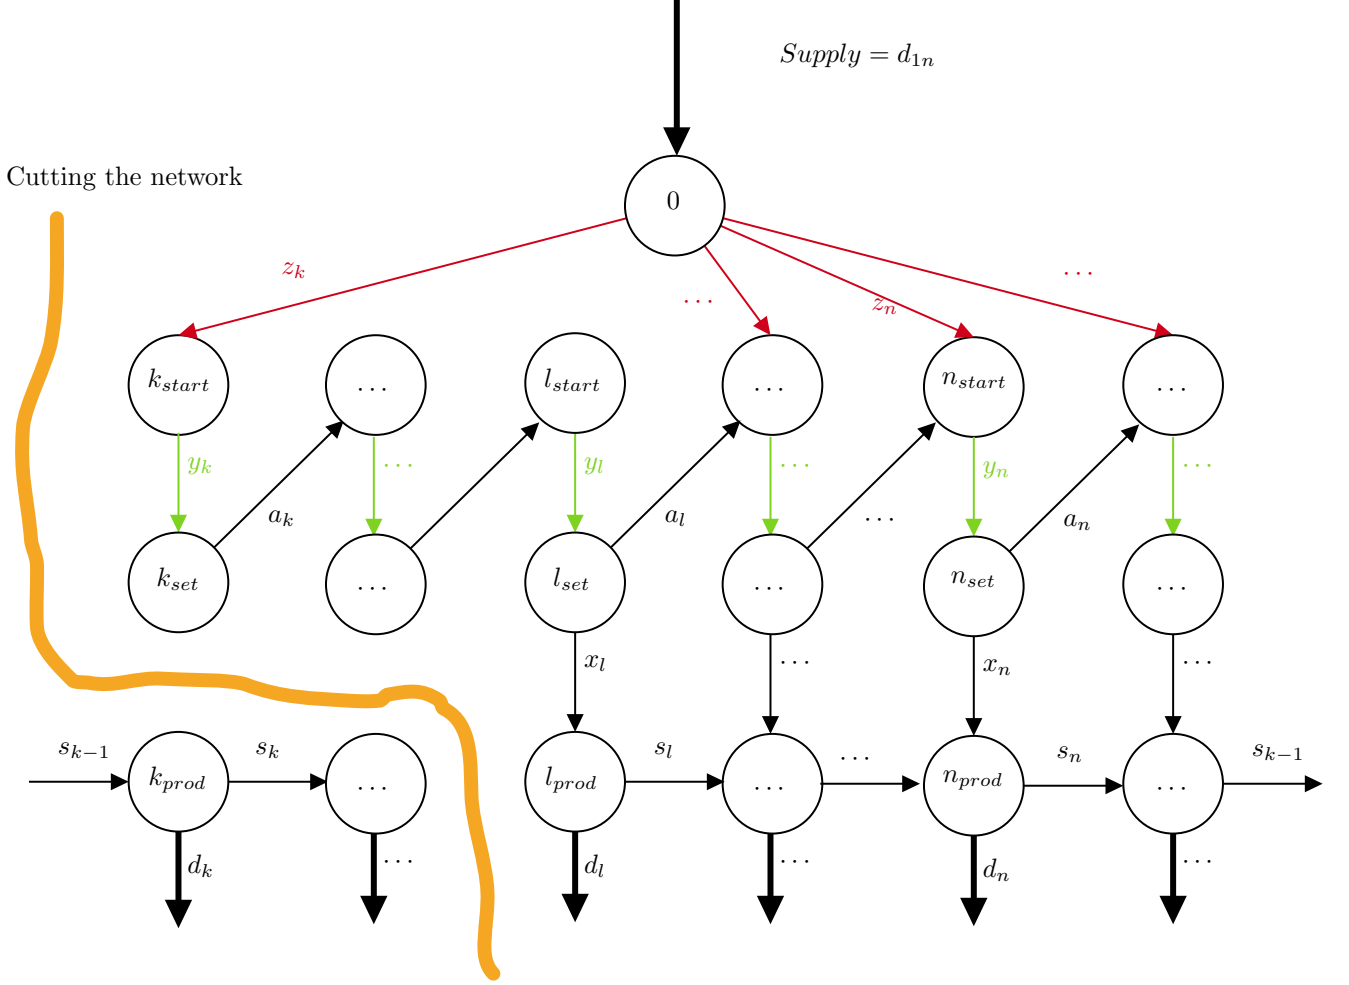 Supply = d_{1n}
Cutting the network
0
z_k
...
z_n
...
k_{start}
...
l_{start}
...
n_{start}
...
y_k
...
y_l
...
y_n
...
a_k
a_l
...
a_n
k_{set}
...
l_{set}
...
n_{set}
...
x_l
...
x_n
...
s_{k-1}
s_k
s_l
...
s_n
s_{k-1}
k_{prod}
...
l_{prod}
...
n_{prod}
...
d_k
...
d_l
...
d_n
...